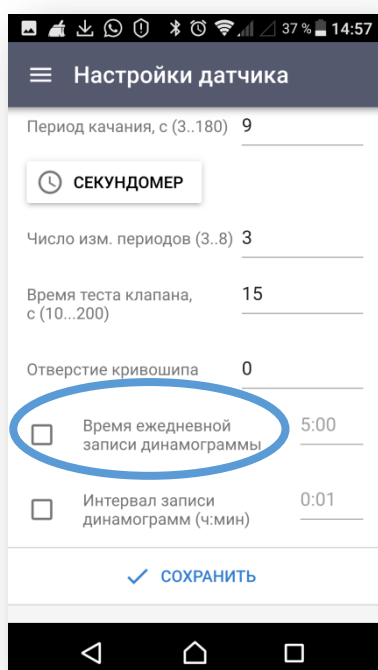 37 % 14:57
Настройки датчика
Период качания, с (3..180) 9
СЕКУНДОМЕР
Число изм. периодов (3..8) 3
Время теста клапана, 15
с (10...200)
Отверстие кривошипа 0
Время ежедневной 5:00
записи динамограммы
Интервал записи 0:01
динамограмм (ч:мин)
СОХРАНИТЬ